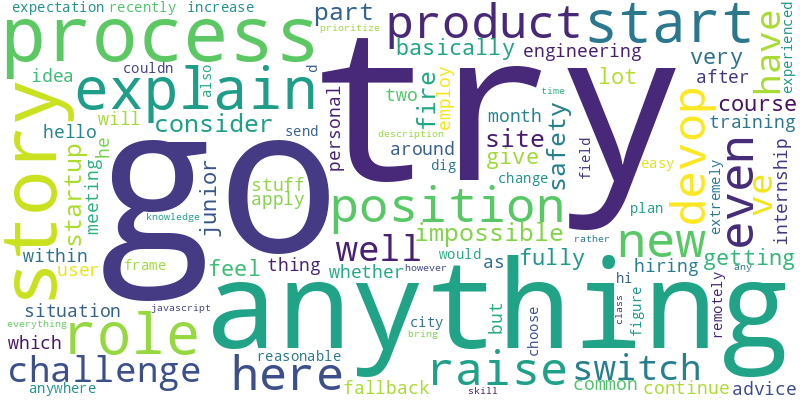 expectation recently increase part product start have experienced
process prioritize basically engineering very
idea couldn also d explain try fire employ two lot time after
story hello will consider personal month site safety course
startup meeting he send around give devop training
go description dig field easy even ve internship
junior stuff apply position change extremely
knowledge impossible new plan
within well whether would as fully rather hiring getting
user frame feel thing however hi any
situation javascript anything class figure remotely
which everything role city but choose
challenge here reasonable bring raise switch
anywhere fallback skill common continue advice